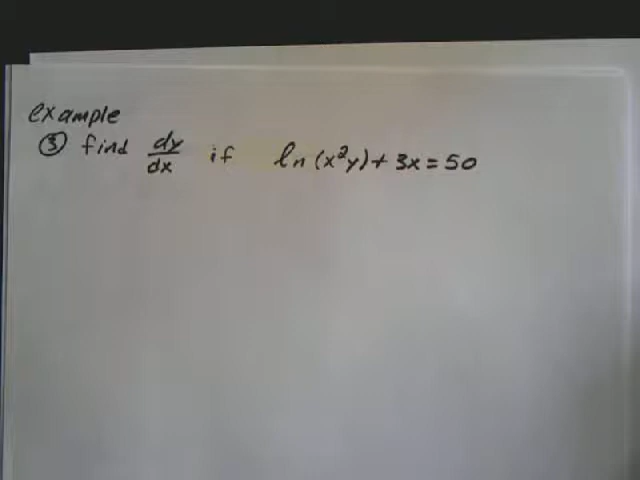 example
③ find dy/dx if ln(x²y)+3x=50